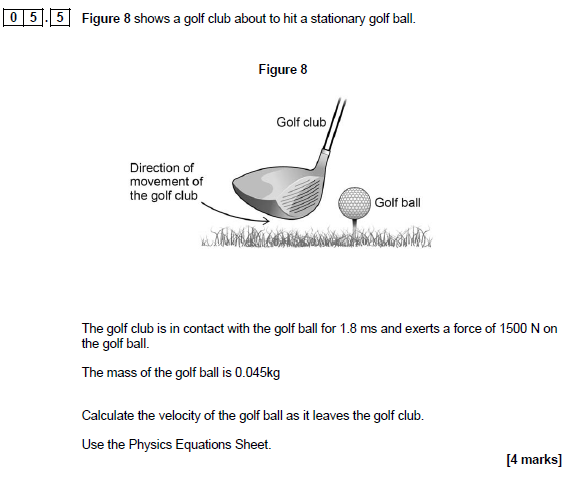 0 5 . 5 Figure 8 shows a golf club about to hit a stationary golf ball.
Figure 8
Golf club
Direction of
movement of
the golf club
Golf ball
The golf club is in contact with the golf ball for 1.8 ms and exerts a force of 1500 N on
the golf ball.
The mass of the golf ball is 0.045kg
Calculate the velocity of the golf ball as it leaves the golf club.
Use the Physics Equations Sheet.
[4 marks]